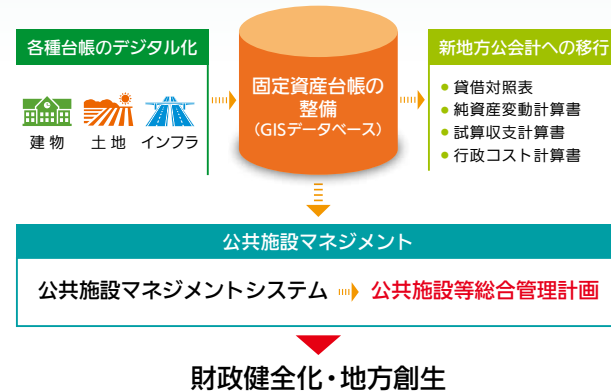 各種台帳のデジタル化
建物 土地 インフラ
固定資産台帳の
整備
(GISデータベース)
新地方公会計への移行
● 貸借対照表
● 純資産変動計算書
● 試算収支計算書
● 行政コスト計算書
公共施設マネジメント
公共施設マネジメントシステム 公共施設等総合管理計画
財政健全化・地方創生